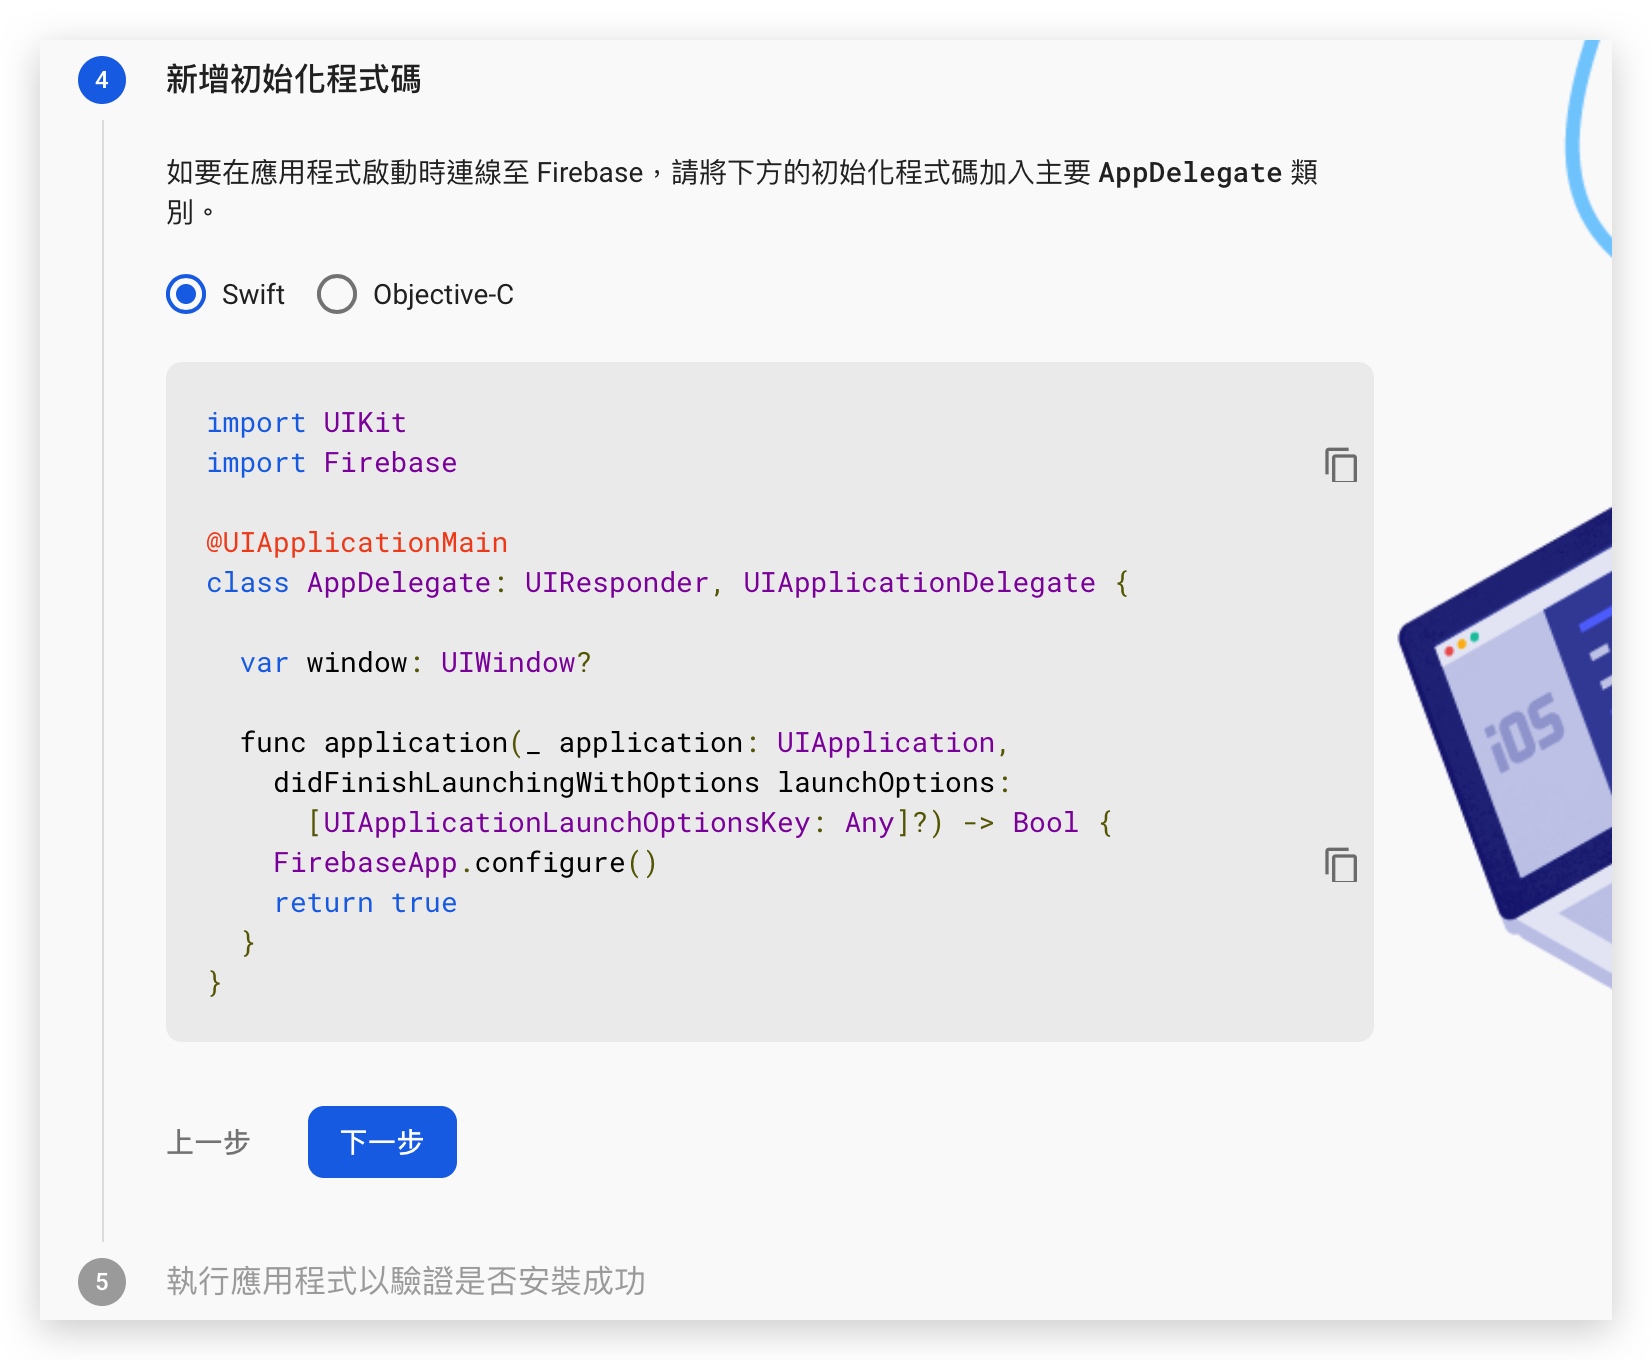 4 新增初始化程式碼
如要在應用程式啟動時連線至 Firebase，請將下方的初始化程式碼加入主要 AppDelegate 類
別。
Swift Objective-C
import UIKit
import Firebase
@UIApplicationMain
class AppDelegate: UIResponder, UIApplicationDelegate {
  var window: UIWindow?
  func application(_ application: UIApplication,
    didFinishLaunchingWithOptions launchOptions:
      [UIApplicationLaunchOptionsKey: Any]?) -> Bool {
    FirebaseApp.configure()
    return true
  }
}
iOS
上一步 下一步
5 執行應用程式以驗證是否安裝成功